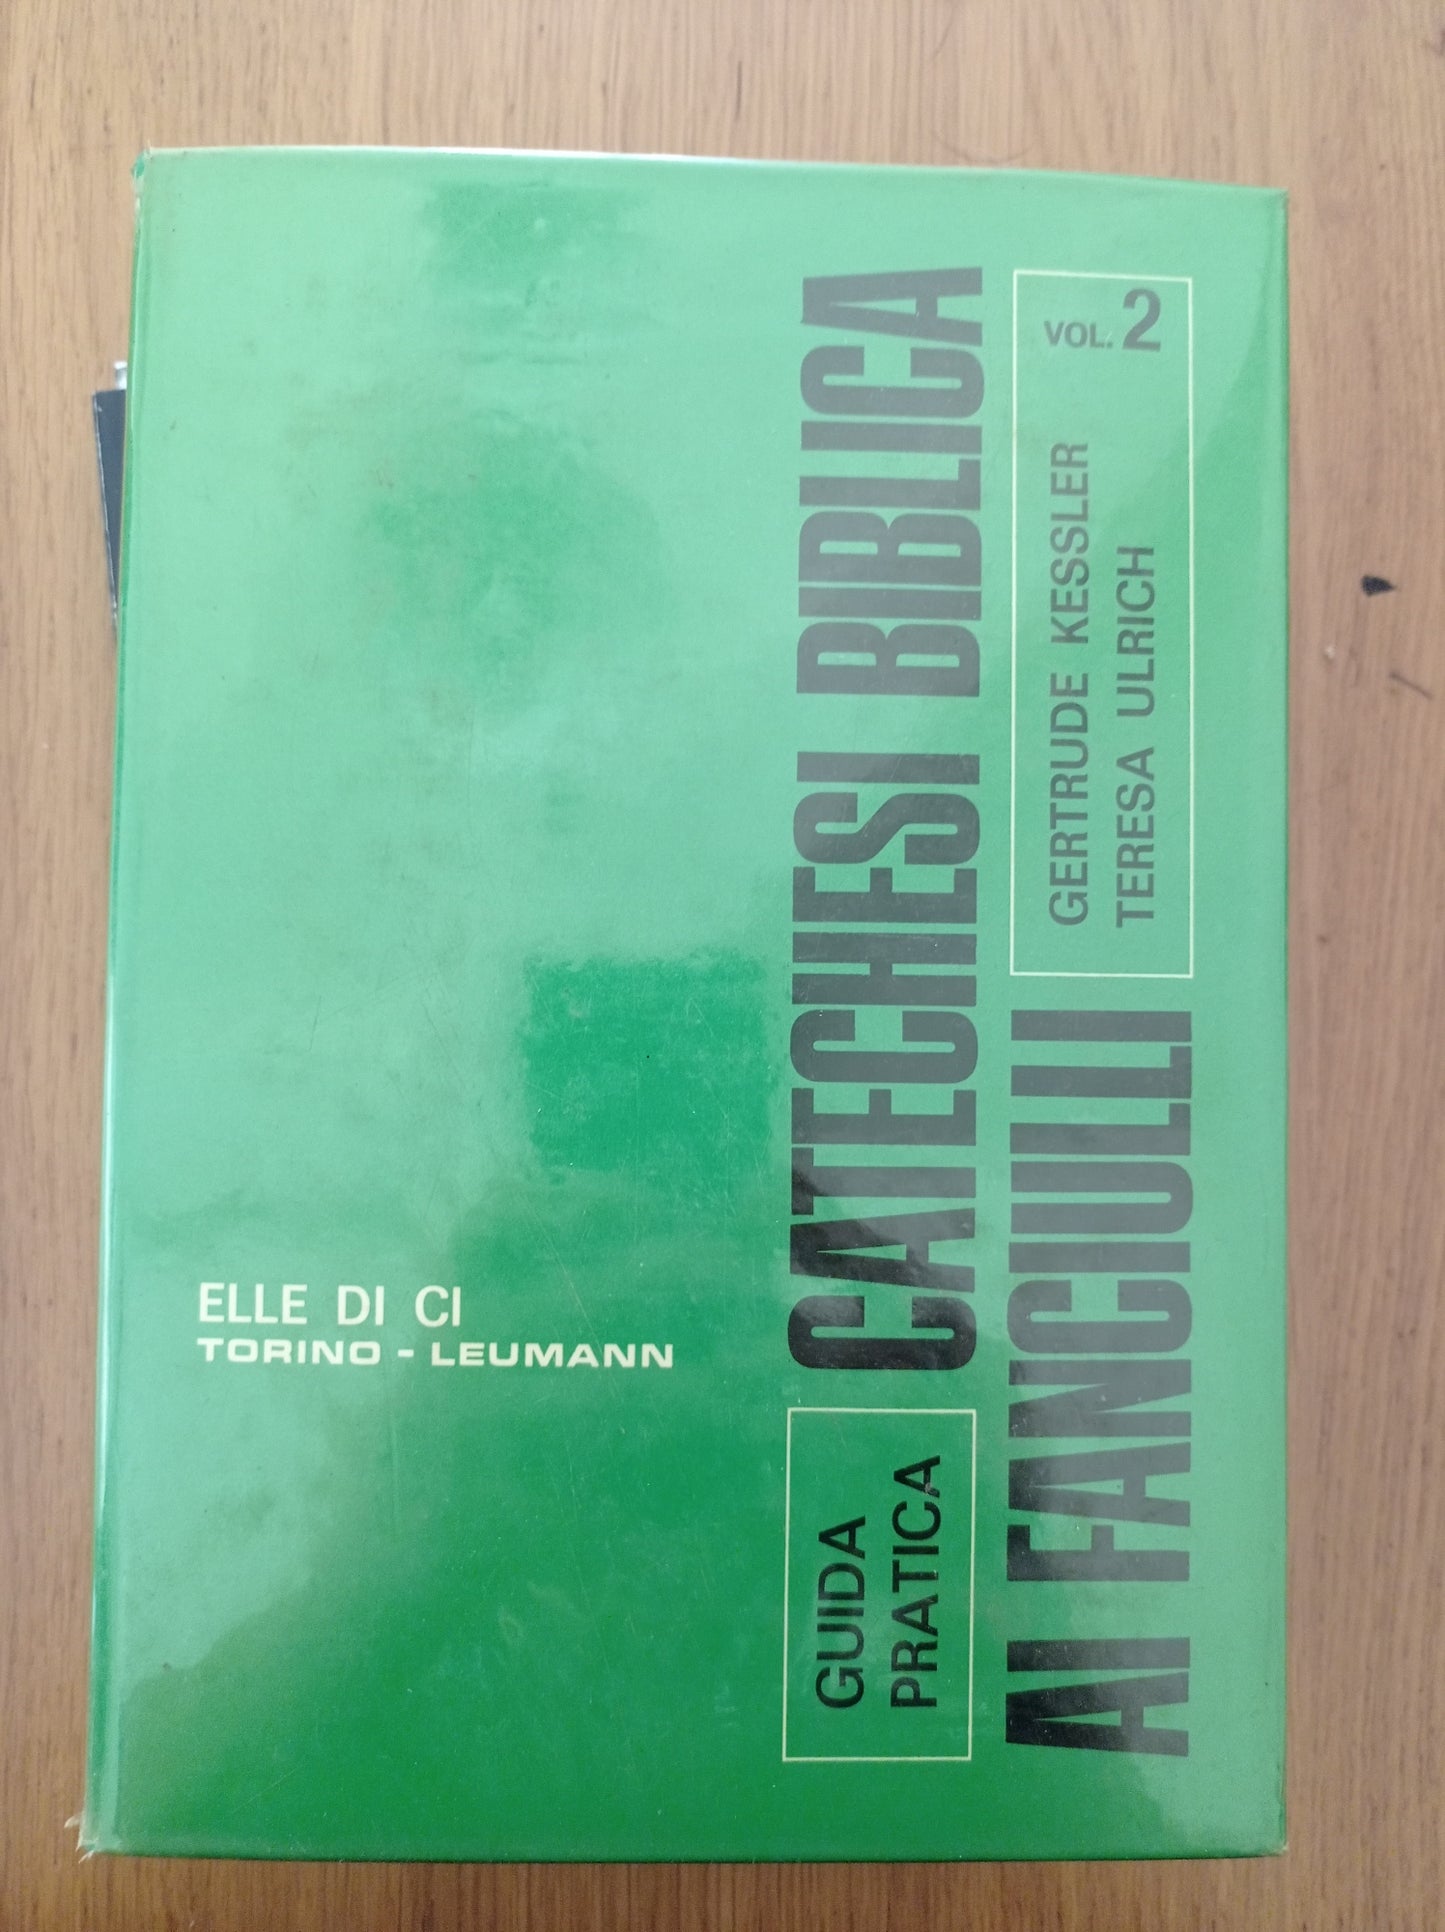 GUIDA
PRATICA
CATECHESI BIBLICA
AI FANCIULLI
GERTRUDE KESSLER
TERESA ULRICH
VOL. 2
ELLE DI CI
TORINO - LEUMANN